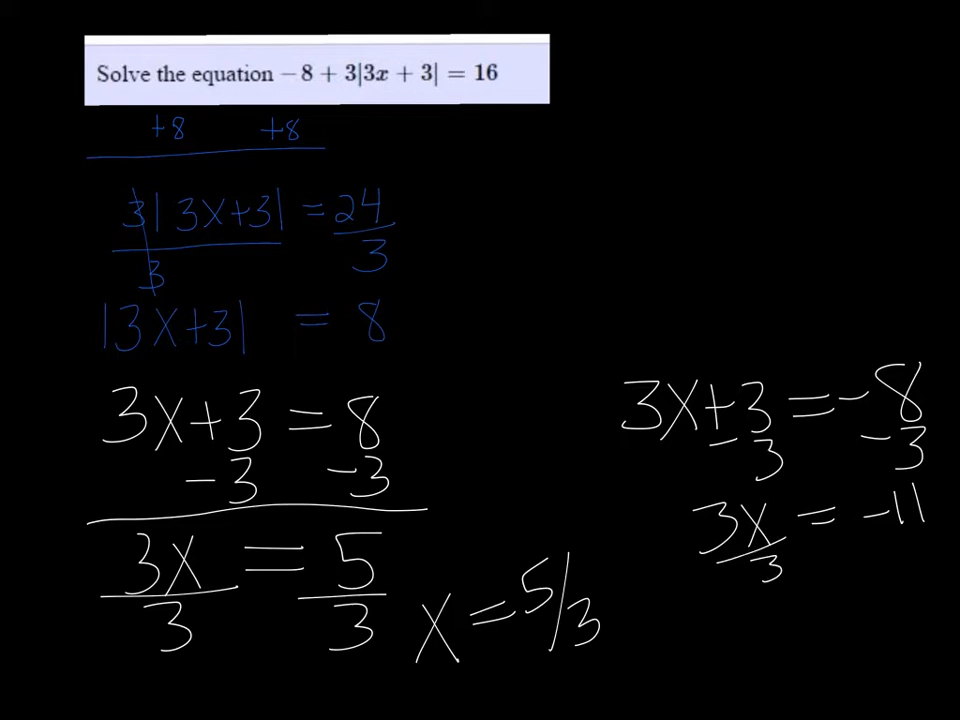 Solve the equation −8 + 3|3x + 3| = 16
+8 +8
3|3x+3| = 24
3 3
|3x+3| = 8
3x+3 = 8
-3 -3
3x = 5
3 3
x = 5/3
3x+3 = -8
-3 -3
3x = -11
3